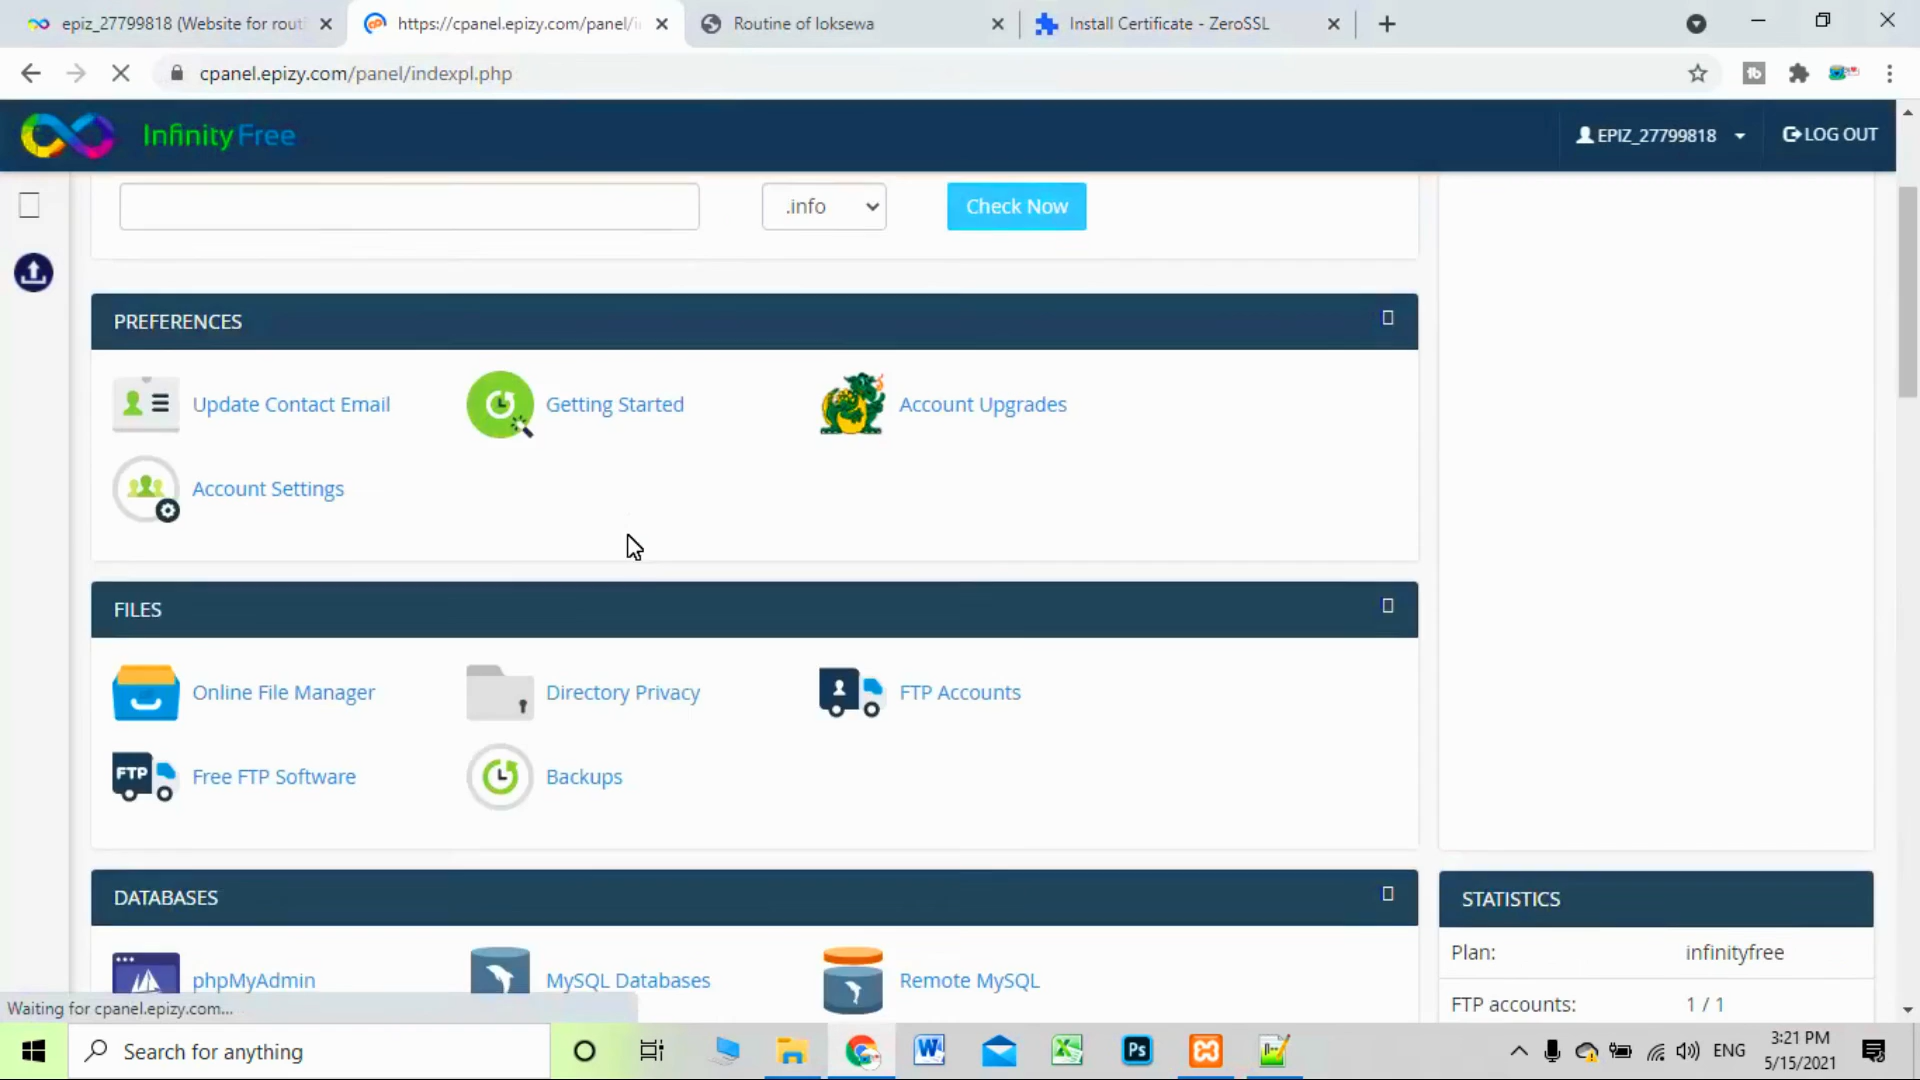 epiz_27799818 (Website for routi
https://cpanel.epizy.com/panel/i
Routine of loksewa
Install Certificate - ZeroSSL
cpanel.epizy.com/panel/indexpl.php
InfinityFree
EPIZ_27799818
LOG OUT
.info
Check Now
PREFERENCES
Update Contact Email
Getting Started
Account Upgrades
Account Settings
FILES
Online File Manager
Directory Privacy
FTP Accounts
FTP
Free FTP Software
Backups
DATABASES
STATISTICS
Plan: infinityfree
phpMyAdmin
MySQL Databases
Remote MySQL
FTP accounts: 1 / 1
Waiting for cpanel.epizy.com...
Search for anything
W
Ps
ENG
3:21 PM
5/15/2021